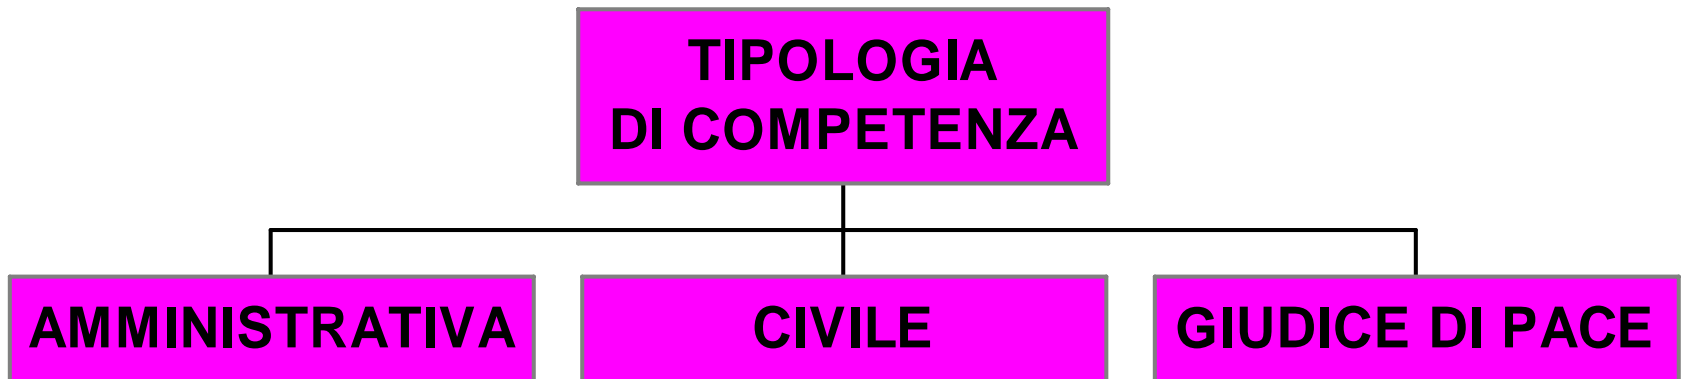 TIPOLOGIA
DI COMPETENZA
AMMINISTRATIVA
CIVILE
GIUDICE DI PACE